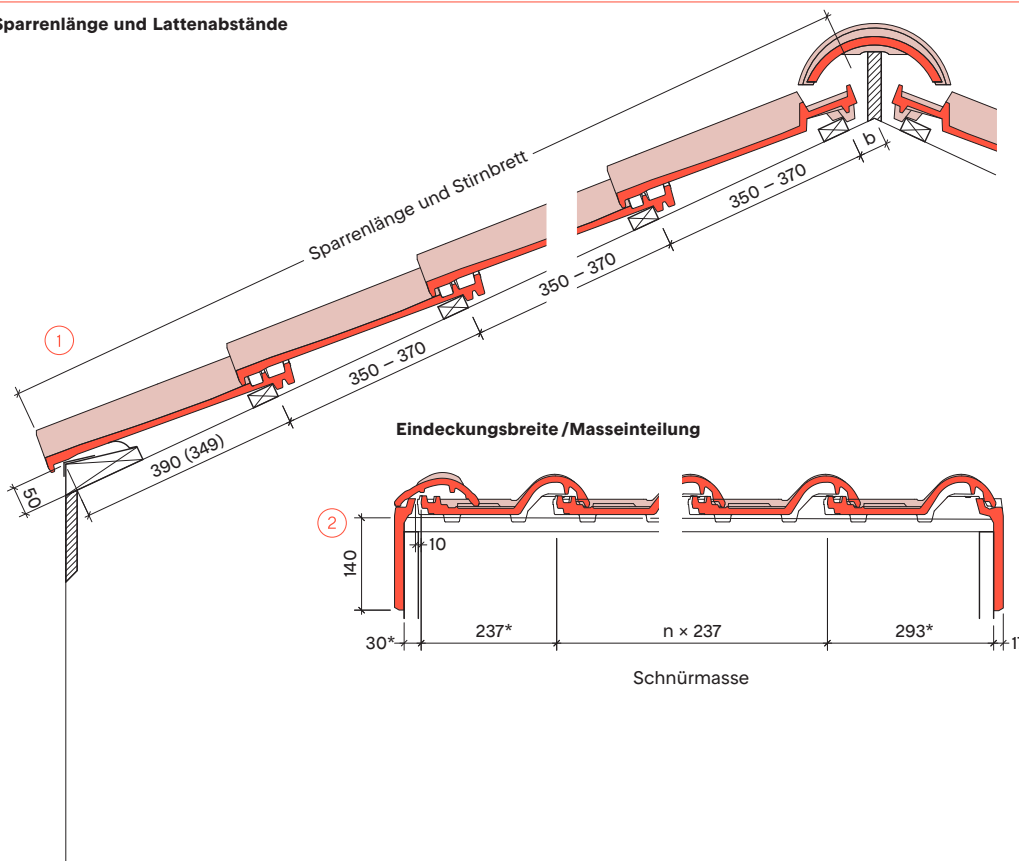 Sparrenlänge und Lattenabstände
b
350 – 370
Sparrenlänge und Stirnbrett
350 – 370
1
350 – 370
390 (349)
50
Eindeckungsbreite/Masseinteilung
2
10
140
30*
237*
n × 237
293*
Schnürmasse